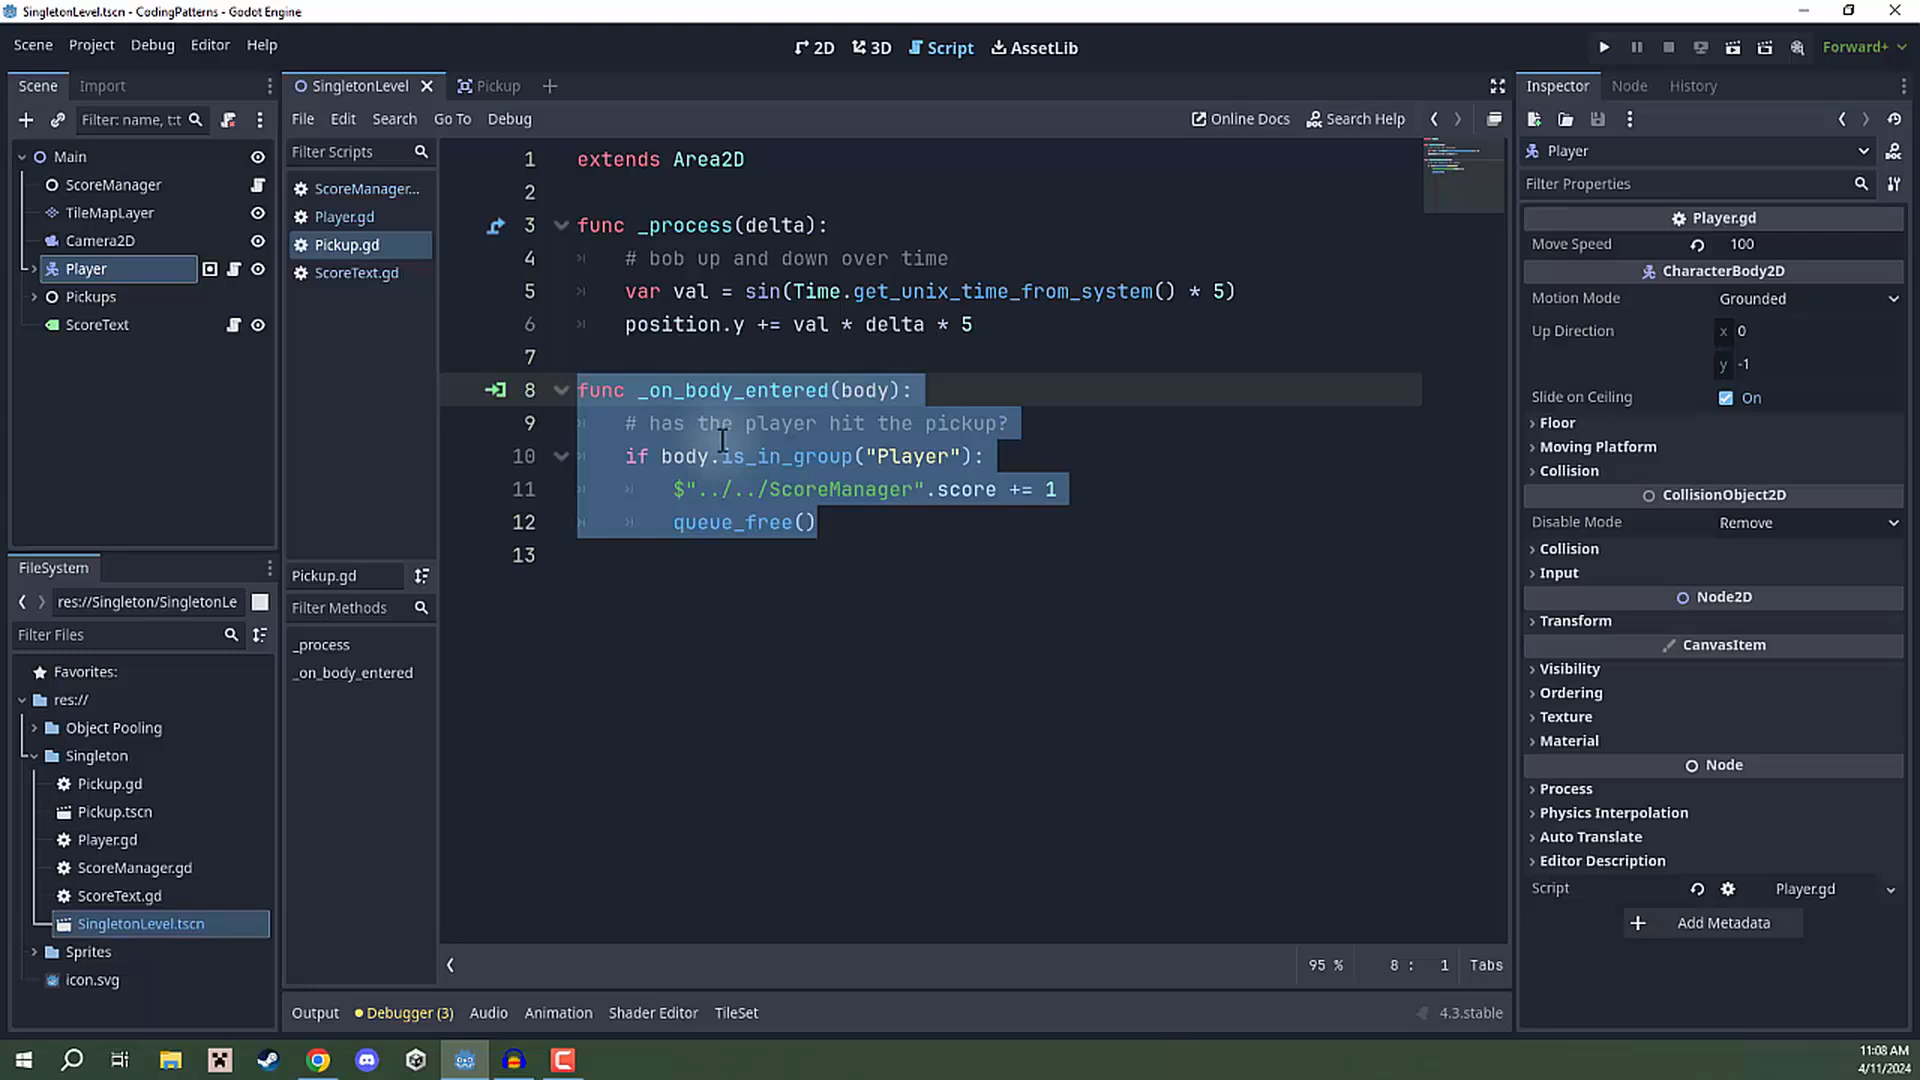 SingletonLevel.tscn - CodingPatterns - Godot Engine
Scene Project Debug Editor Help
2D 3D Script AssetLib
Forward+
Scene Import
SingletonLevel Pickup
Inspector Node History
Filter: name, t:t
File Edit Search Go To Debug
Online Docs Search Help
Main
ScoreManager
TileMapLayer
Camera2D
Player
Pickups
ScoreText
Filter Scripts
ScoreManager...
Player.gd
Pickup.gd
ScoreText.gd
Pickup.gd
Filter Methods
_process
_on_body_entered
1 extends Area2D
2
3 func _process(delta):
4 # bob up and down over time
5 var val = sin(Time.get_unix_time_from_system() * 5)
6 position.y += val * delta * 5
7
8 func _on_body_entered(body):
9 # has the player hit the pickup?
10 if body.is_in_group("Player"):
11 $"../../ScoreManager".score += 1
12 queue_free()
13
95 % 8 : 1 Tabs
FileSystem
res://Singleton/SingletonLe
Filter Files
Favorites:
res://
Object Pooling
Singleton
Pickup.gd
Pickup.tscn
Player.gd
ScoreManager.gd
ScoreText.gd
SingletonLevel.tscn
Sprites
icon.svg
Player
Filter Properties
Player.gd
Move Speed 100
CharacterBody2D
Motion Mode Grounded
Up Direction x 0
y -1
Slide on Ceiling On
Floor
Moving Platform
Collision
CollisionObject2D
Disable Mode Remove
Collision
Input
Node2D
Transform
CanvasItem
Visibility
Ordering
Texture
Material
Node
Process
Physics Interpolation
Auto Translate
Editor Description
Script Player.gd
Add Metadata
Output Debugger (3) Audio Animation Shader Editor TileSet
4.3.stable
11:08 AM
4/11/2024